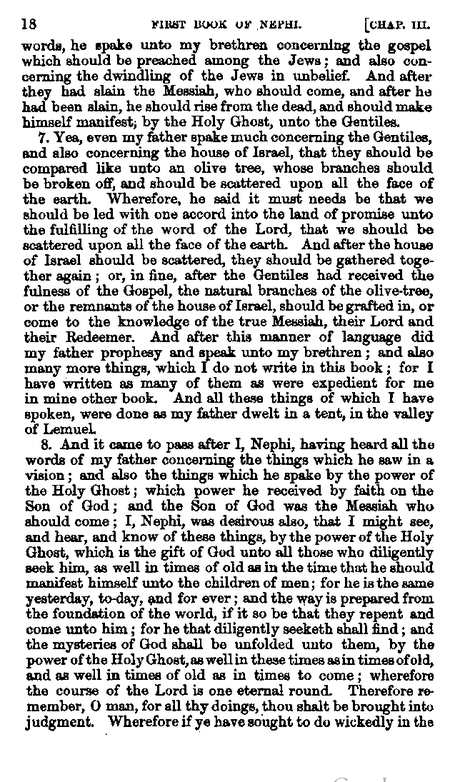 18 FIRST BOOK OF NEPHI. [CHAP. III.
words, he spake unto my brethren concerning the gospel
which should be preached among the Jews; and also con-
cerning the dwindling of the Jews in unbelief. And after
they had slain the Messiah, who should come, and after he
had been slain, he should rise from the dead, and should make
himself manifest, by the Holy Ghost, unto the Gentiles.
7. Yea, even my father spake much concerning the Gentiles,
and also concerning the house of Israel, that they should be
compared like unto an olive tree, whose branches should
be broken off, and should be scattered upon all the face of
the earth. Wherefore, he said it must needs be that we
should be led with one accord into the land of promise unto
the fulfilling of the word of the Lord, that we should be
scattered upon all the face of the earth. And after the house
of Israel should be scattered, they should be gathered toge-
ther again; or, in fine, after the Gentiles had received the
fulness of the Gospel, the natural branches of the olive-tree,
or the remnants of the house of Israel, should be grafted in, or
come to the knowledge of the true Messiah, their Lord and
their Redeemer. And after this manner of language did
my father prophesy and speak unto my brethren; and also
many more things, which I do not write in this book; for I
have written as many of them as were expedient for me
in mine other book. And all these things of which I have
spoken, were done as my father dwelt in a tent, in the valley
of Lemuel.
8. And it came to pass after I, Nephi, having heard all the
words of my father concerning the things which he saw in a
vision; and also the things which he spake by the power of
the Holy Ghost; which power he received by faith on the
Son of God; and the Son of God was the Messiah who
should come; I, Nephi, was desirous also, that I might see,
and hear, and know of these things, by the power of the Holy
Ghost, which is the gift of God unto all those who diligently
seek him, as well in times of old as in the time that he should
manifest himself unto the children of men; for he is the same
yesterday, to-day, and for ever; and the way is prepared from
the foundation of the world, if it so be that they repent and
come unto him; for he that diligently seeketh shall find; and
the mysteries of God shall be unfolded unto them, by the
power of the Holy Ghost, as well in these times as in times of old,
and as well in times of old as in times to come; wherefore
the course of the Lord is one eternal round. Therefore re-
member, O man, for all thy doings, thou shalt be brought into
judgment. Wherefore if ye have sought to do wickedly in the